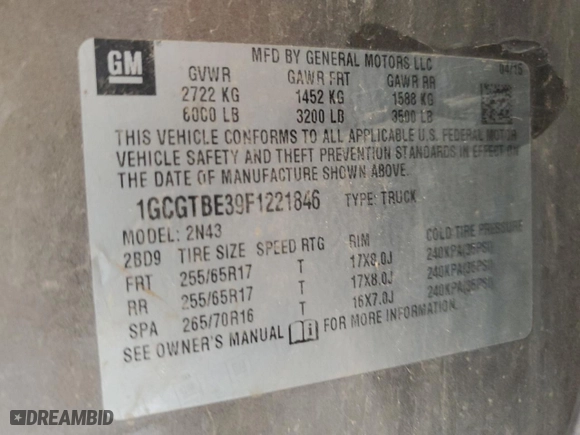 GM
MFD BY GENERAL MOTORS LLC
04/15
GVWR GAWR FRT GAWR RR
2722 KG 1452 KG 1588 KG
6000 LB 3200 LB 3500 LB
THIS VEHICLE CONFORMS TO ALL APPLICABLE U.S. FEDERAL MOTOR
VEHICLE SAFETY AND THEFT PREVENTION STANDARDS IN EFFECT ON
THE DATE OF MANUFACTURE SHOWN ABOVE.
1GCGTBE39F1221846 TYPE: TRUCK
MODEL: 2N43
2BD9 TIRE SIZE SPEED RTG RIM COLD TIRE PRESSURE
FRT 255/65R17 T 17X8.0J 240KPA(35PSI)
RR 255/65R17 T 17X8.0J 240KPA(35PSI)
SPA 265/70R16 T 16X7.0J 240KPA(35PSI)
SEE OWNER'S MANUAL FOR MORE INFORMATION.
DREAMBID